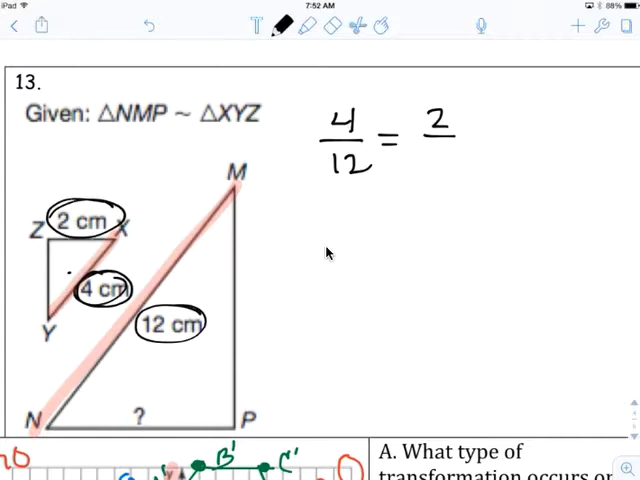 iPad 7:52 AM 88%
T
13.
Given: △NMP ~ △XYZ
4/12 = 2/
M
Z 2 cm X
4 cm
Y
12 cm
N ? P
B' C'
A. What type of
transformation occurs or